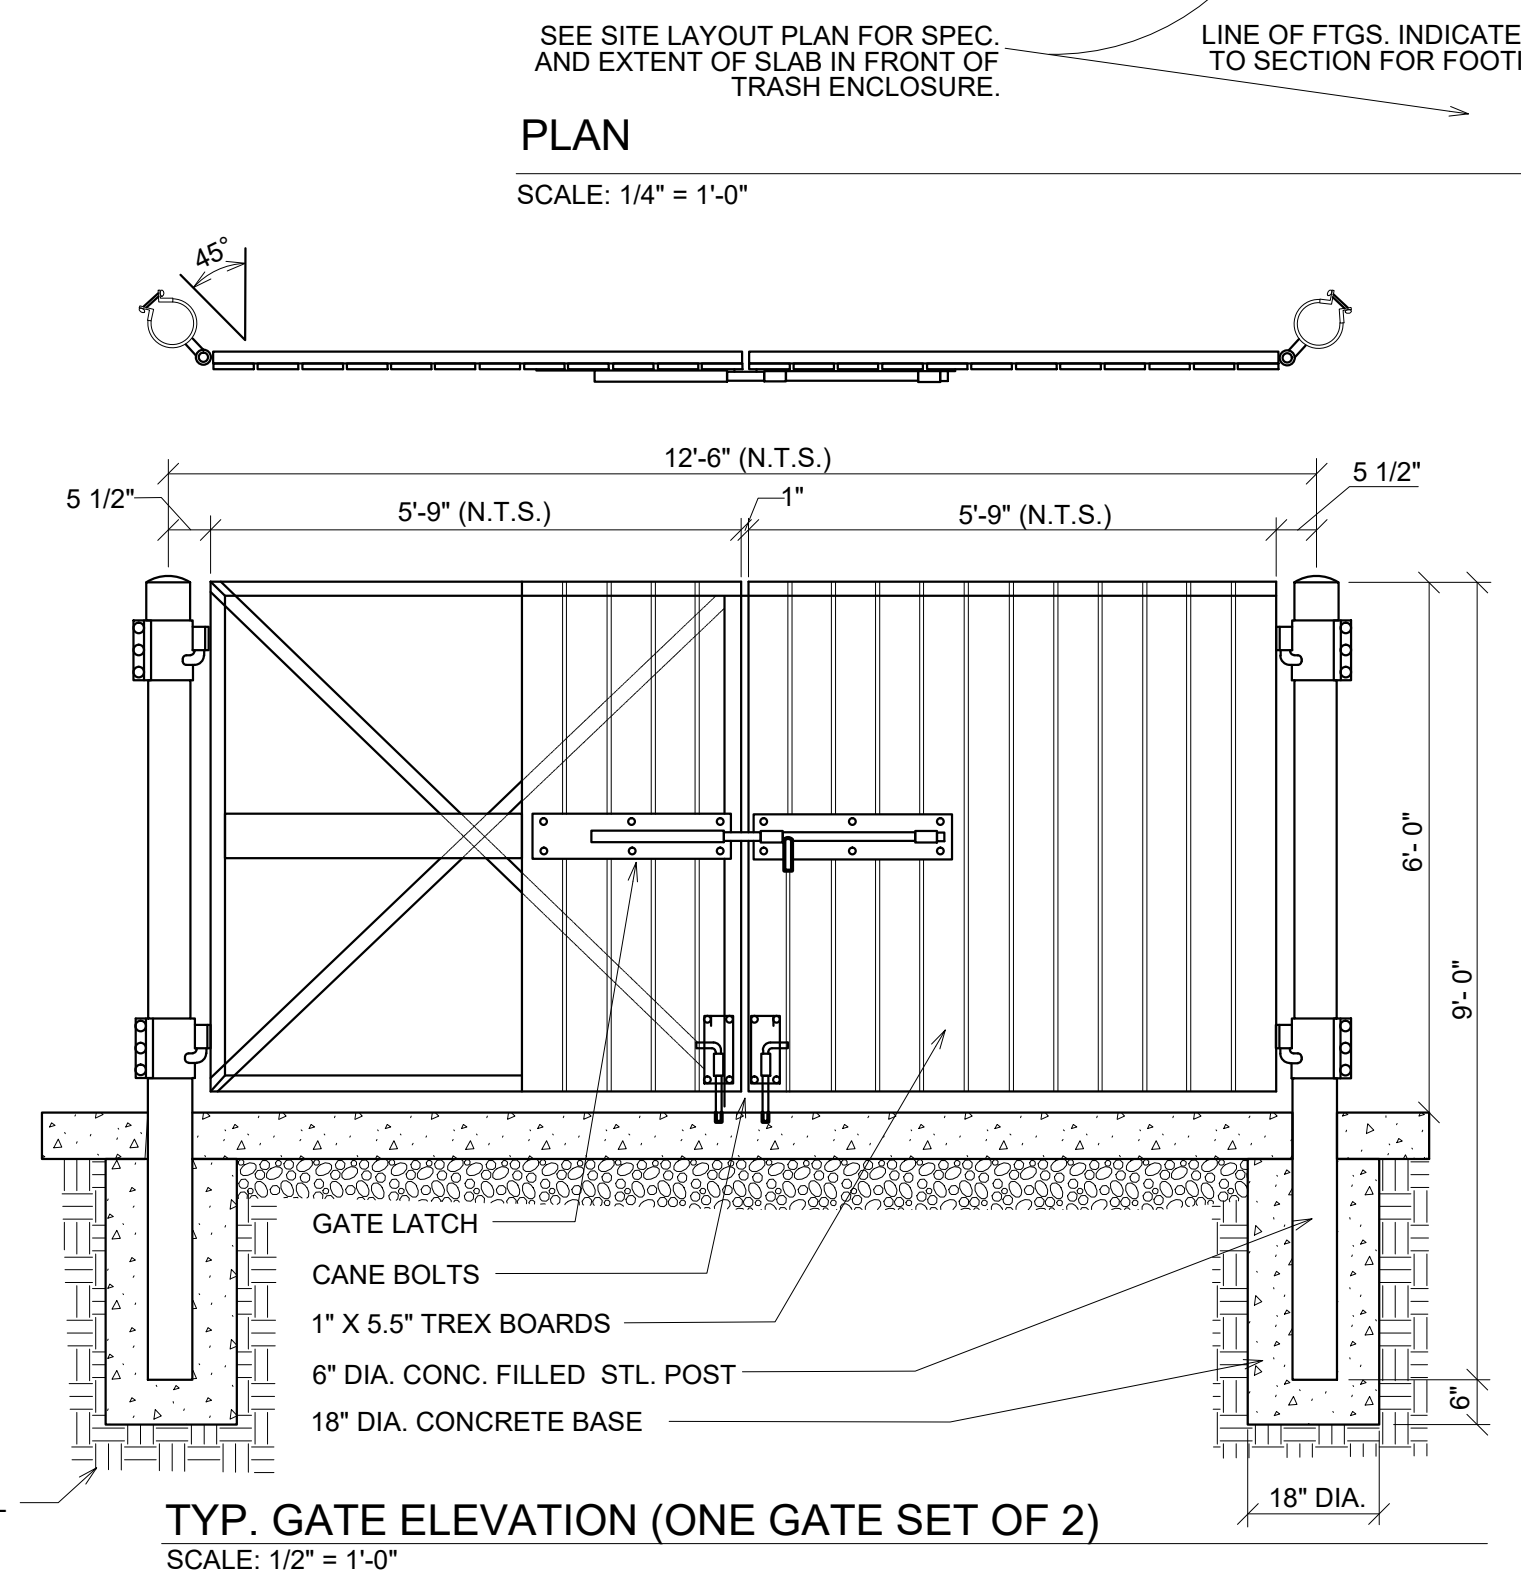 SEE SITE LAYOUT PLAN FOR SPEC.
AND EXTENT OF SLAB IN FRONT OF
TRASH ENCLOSURE.
LINE OF FTGS. INDICATE
TO SECTION FOR
PLAN
SCALE: 1/4" = 1'-0"
45°
12'-6" (N.T.S.)
5 1/2"
5'-9" (N.T.S.)
1"
5'-9" (N.T.S.)
5 1/2"
6'- 0"
9'- 0"
GATE LATCH
CANE BOLTS
1" X 5.5" TREX BOARDS
6" DIA. CONC. FILLED STL. POST
18" DIA. CONCRETE BASE
6"
18" DIA.
TYP. GATE ELEVATION (ONE GATE SET OF 2)
SCALE: 1/2" = 1'-0"